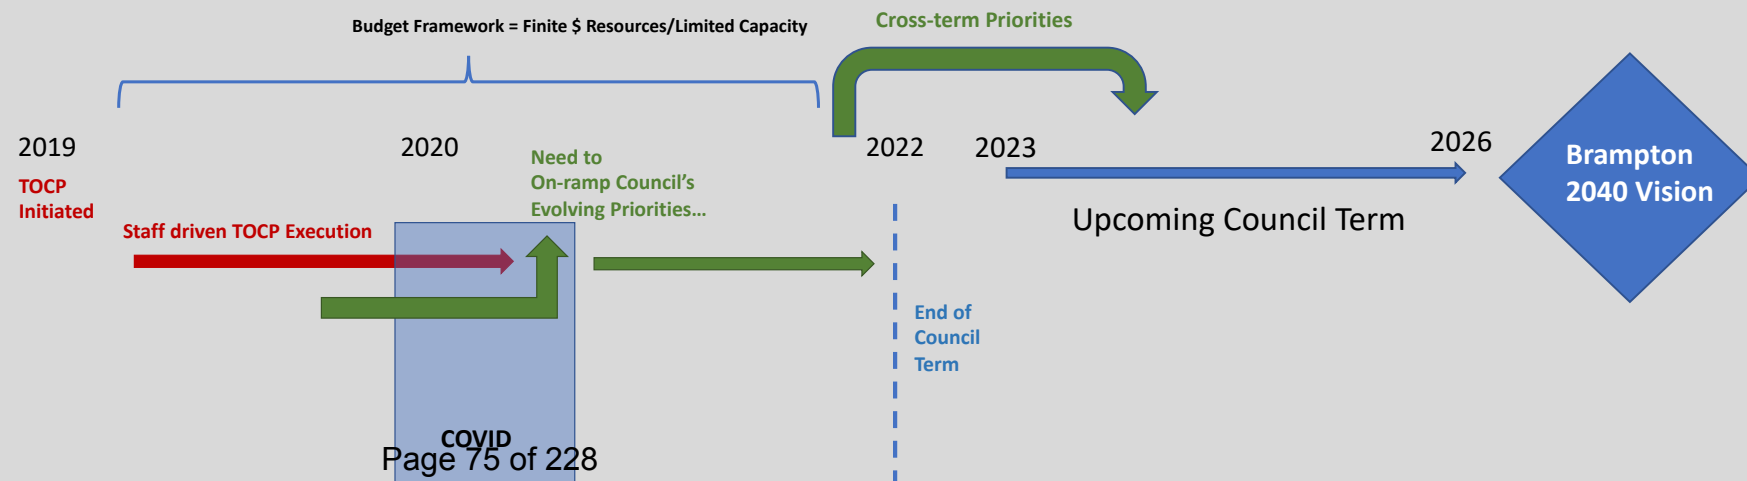 Budget Framework = Finite $ Resources/Limited Capacity
Cross-term Priorities
2019
2020
2022
2023
2026
TOCP
Initiated
Staff driven TOCP Execution
Need to
On-ramp Council’s
Evolving Priorities…
Upcoming Council Term
Brampton
2040 Vision
End of
Council
Term
COVID
Page 75 of 228